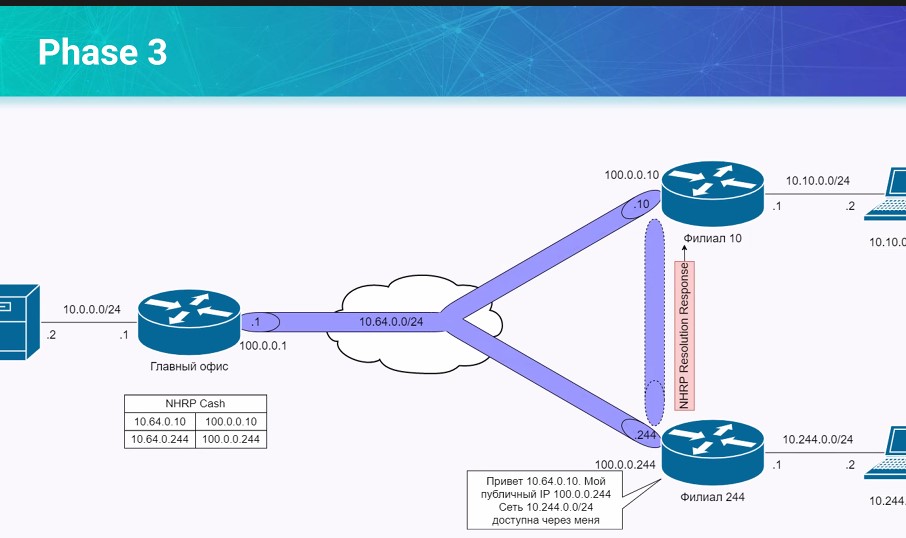 Phase 3
100.0.0.10
10.10.0.0/24
.10
.1
.2
Филиал 10
10.10.0
10.0.0.0/24
.1
10.64.0.0/24
.2
.1
100.0.0.1
Главный офис
NHRP Resolution Response
NHRP Cash
10.64.0.10 100.0.0.10
10.64.0.244 100.0.0.244
.244
10.244.0.0/24
100.0.0.244
.1
.2
Привет 10.64.0.10. Мой
публичный IP 100.0.0.244
Сеть 10.244.0.0/24
доступна через меня
Филиал 244
10.244.